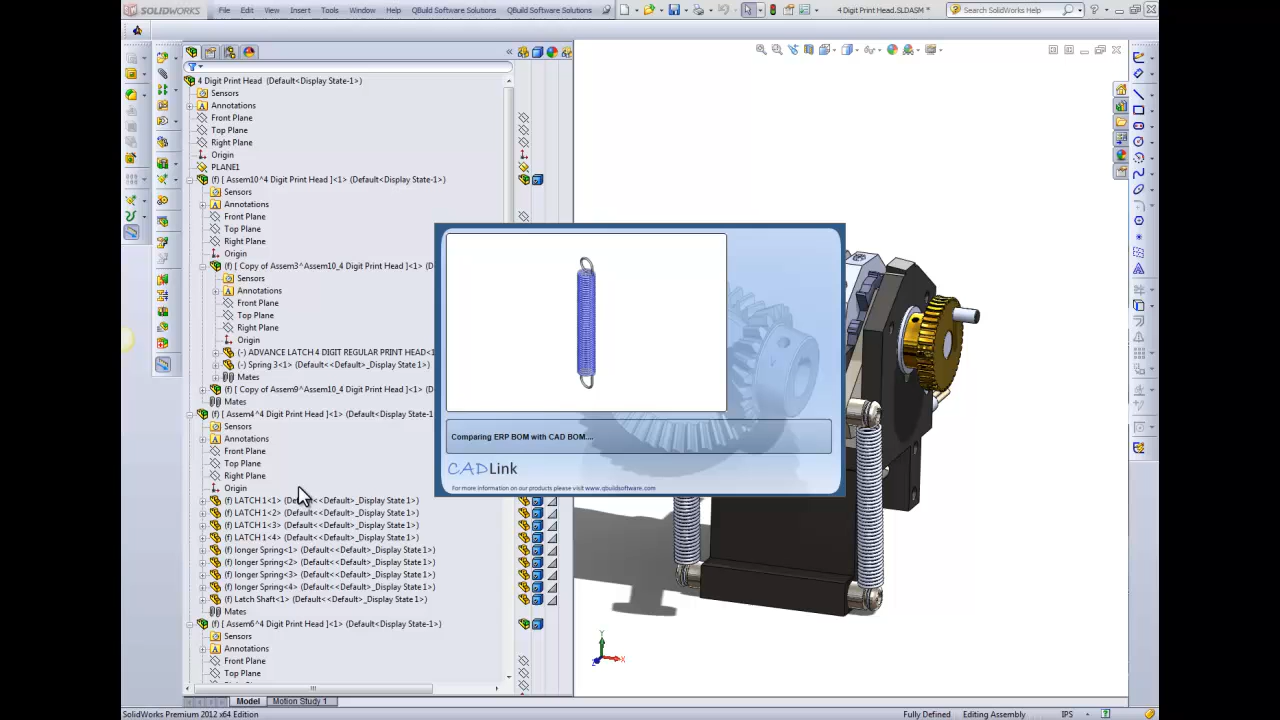 SOLIDWORKS
File Edit View Insert Tools Window Help QBuild Software Solutions QBuild Software Solutions
4 Digit Print Head.SLDASM *
Search SolidWorks Help
4 Digit Print Head (Default<Display State-1>)
Sensors
Annotations
Front Plane
Top Plane
Right Plane
Origin
PLANE1
(f) [ Assem10^4 Digit Print Head ]<1> (Default<Display State-1>)
Sensors
Annotations
Front Plane
Top Plane
Right Plane
Origin
(f) [ Copy of Assem3^Assem10_4 Digit Print Head ]<1> (D
Sensors
Annotations
Front Plane
Top Plane
Right Plane
Origin
(-) ADVANCE LATCH 4 DIGIT REGULAR PRINT HEAD<1
(-) Spring 3<1> (Default<<Default>_Display State 1>)
Mates
(f) [ Copy of Assem9^Assem10_4 Digit Print Head ]<1> (D
Mates
(f) [ Assem4^4 Digit Print Head ]<1> (Default<Display State-1
Sensors
Annotations
Front Plane
Top Plane
Right Plane
Origin
(f) LATCH 1<1> (Default<<Default>_Display State 1>)
(f) LATCH 1<2> (Default<<Default>_Display State 1>)
(f) LATCH 1<3> (Default<<Default>_Display State 1>)
(f) LATCH 1<4> (Default<<Default>_Display State 1>)
(f) longer Spring<1> (Default<<Default>_Display State 1>)
(f) longer Spring<2> (Default<<Default>_Display State 1>)
(f) longer Spring<3> (Default<<Default>_Display State 1>)
(f) longer Spring<4> (Default<<Default>_Display State 1>)
(f) Latch Shaft<1> (Default<<Default>_Display State 1>)
Mates
(f) [ Assem6^4 Digit Print Head ]<1> (Default<Display State-1>)
Sensors
Annotations
Front Plane
Top Plane
Comparing ERP BOM with CAD BOM....
CADLink
For more information on our products please visit www.qbuildsoftware.com
Y
X
Z
Model Motion Study 1
SolidWorks Premium 2012 x64 Edition
Fully Defined Editing Assembly IPS